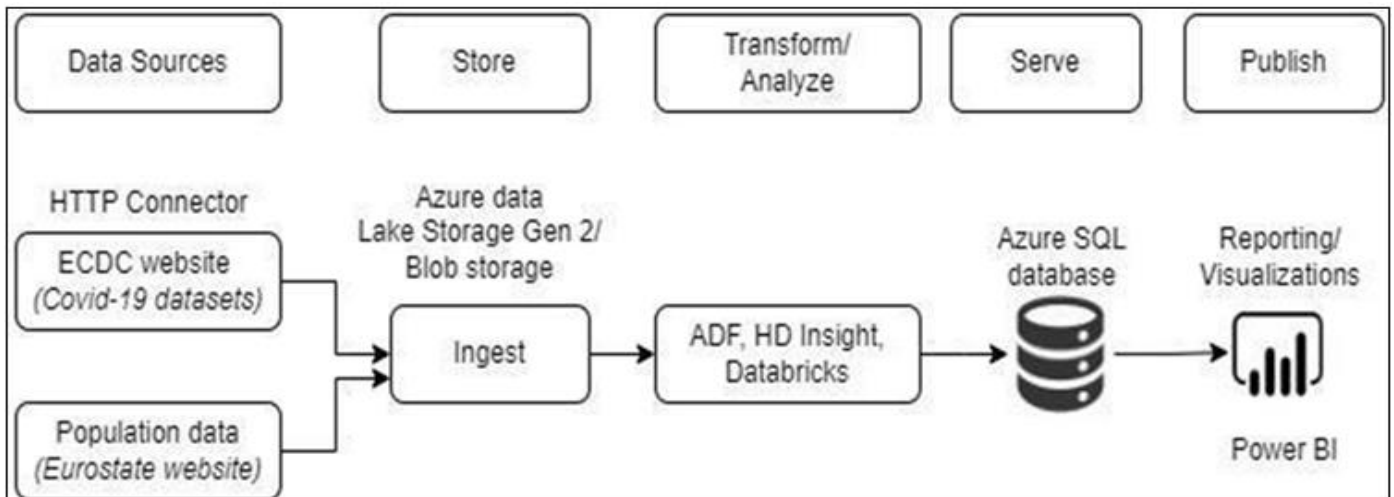 Data Sources
Store
Transform/
Analyze
Serve
Publish
HTTP Connector
ECDC website
(Covid-19 datasets)
Population data
(Eurostate website)
Azure data
Lake Storage Gen 2/
Blob storage
Ingest
ADF, HD Insight,
Databricks
Azure SQL
database
Reporting/
Visualizations
Power BI